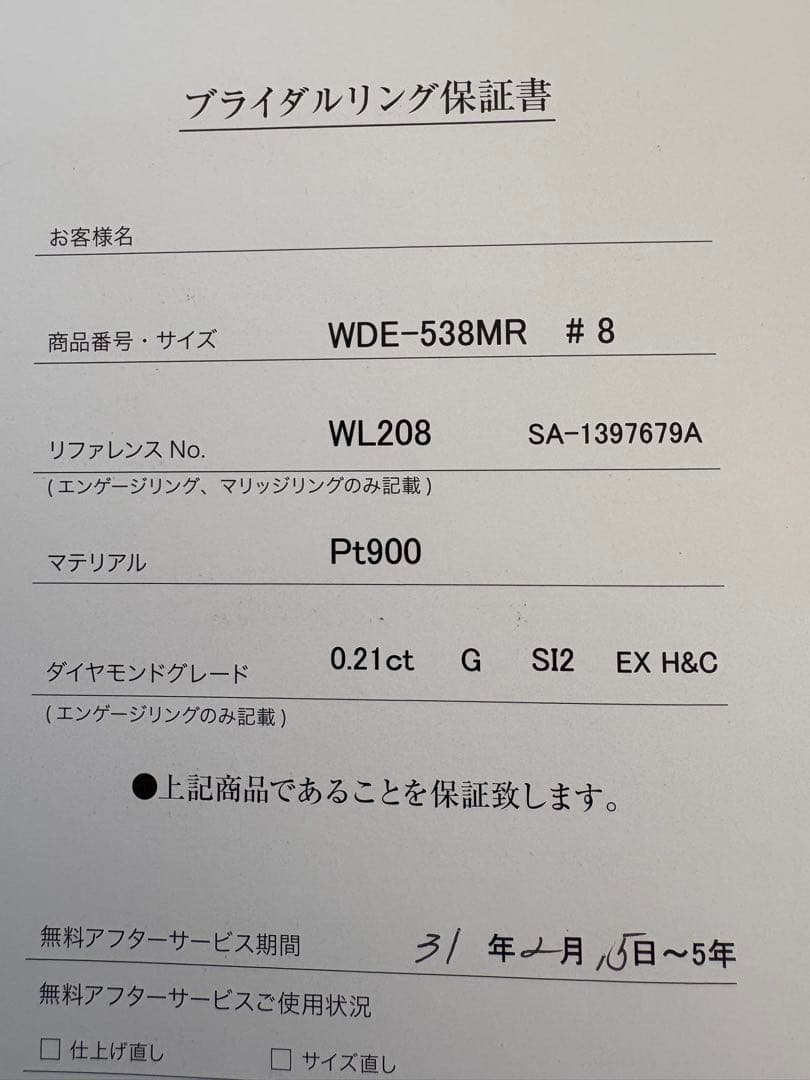 ブライダルリング保証書
お客様名
商品番号・サイズ WDE-538MR #8
リファレンスNo. WL208 SA-1397679A
(エンゲージリング、マリッジリングのみ記載)
マテリアル Pt900
ダイヤモンドグレード 0.21ct G SI2 EX H&C
(エンゲージリングのみ記載)
●上記商品であることを保証致します。
無料アフターサービス期間 31 年 2 月 15 日~5年
無料アフターサービスご使用状況
□ 仕上げ直し □ サイズ直し